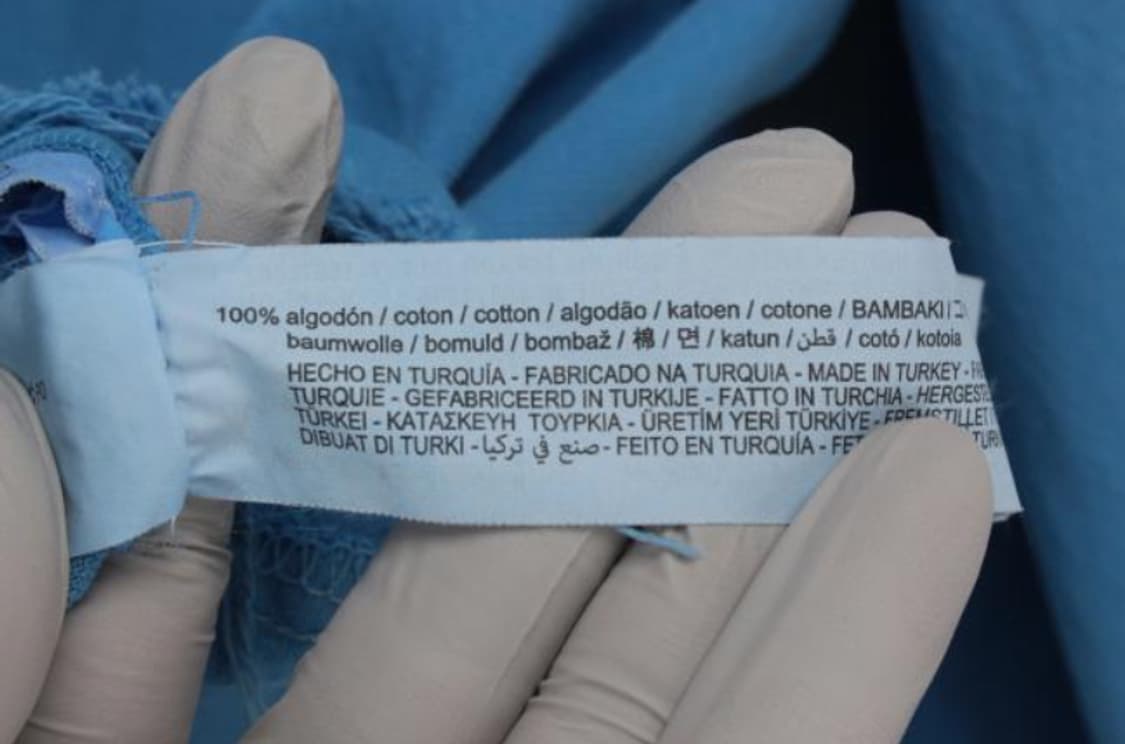 100% algodón / coton / cotton / algodão / katoen / cotone / BAMBAKI
baumwolle / bomuld / bombaž / 棉 / 면 / katun / قطن / cotó / kotoia
HECHO EN TURQUÍA - FABRICADO NA TURQUIA - MADE IN TURKEY -
TURQUIE - GEFABRICEERD IN TURKIJE - FATTO IN TURCHIA -
TÜRKEI - ΚΑΤΑΣΚΕΥΗ ΤΟΥΡΚΙΑ - ÜRETİM YERİ TÜRKİYE - FREMSTILLET
DIBUAT DI TURKI - صنع في تركيا - FEITO EN TURQUÍA -